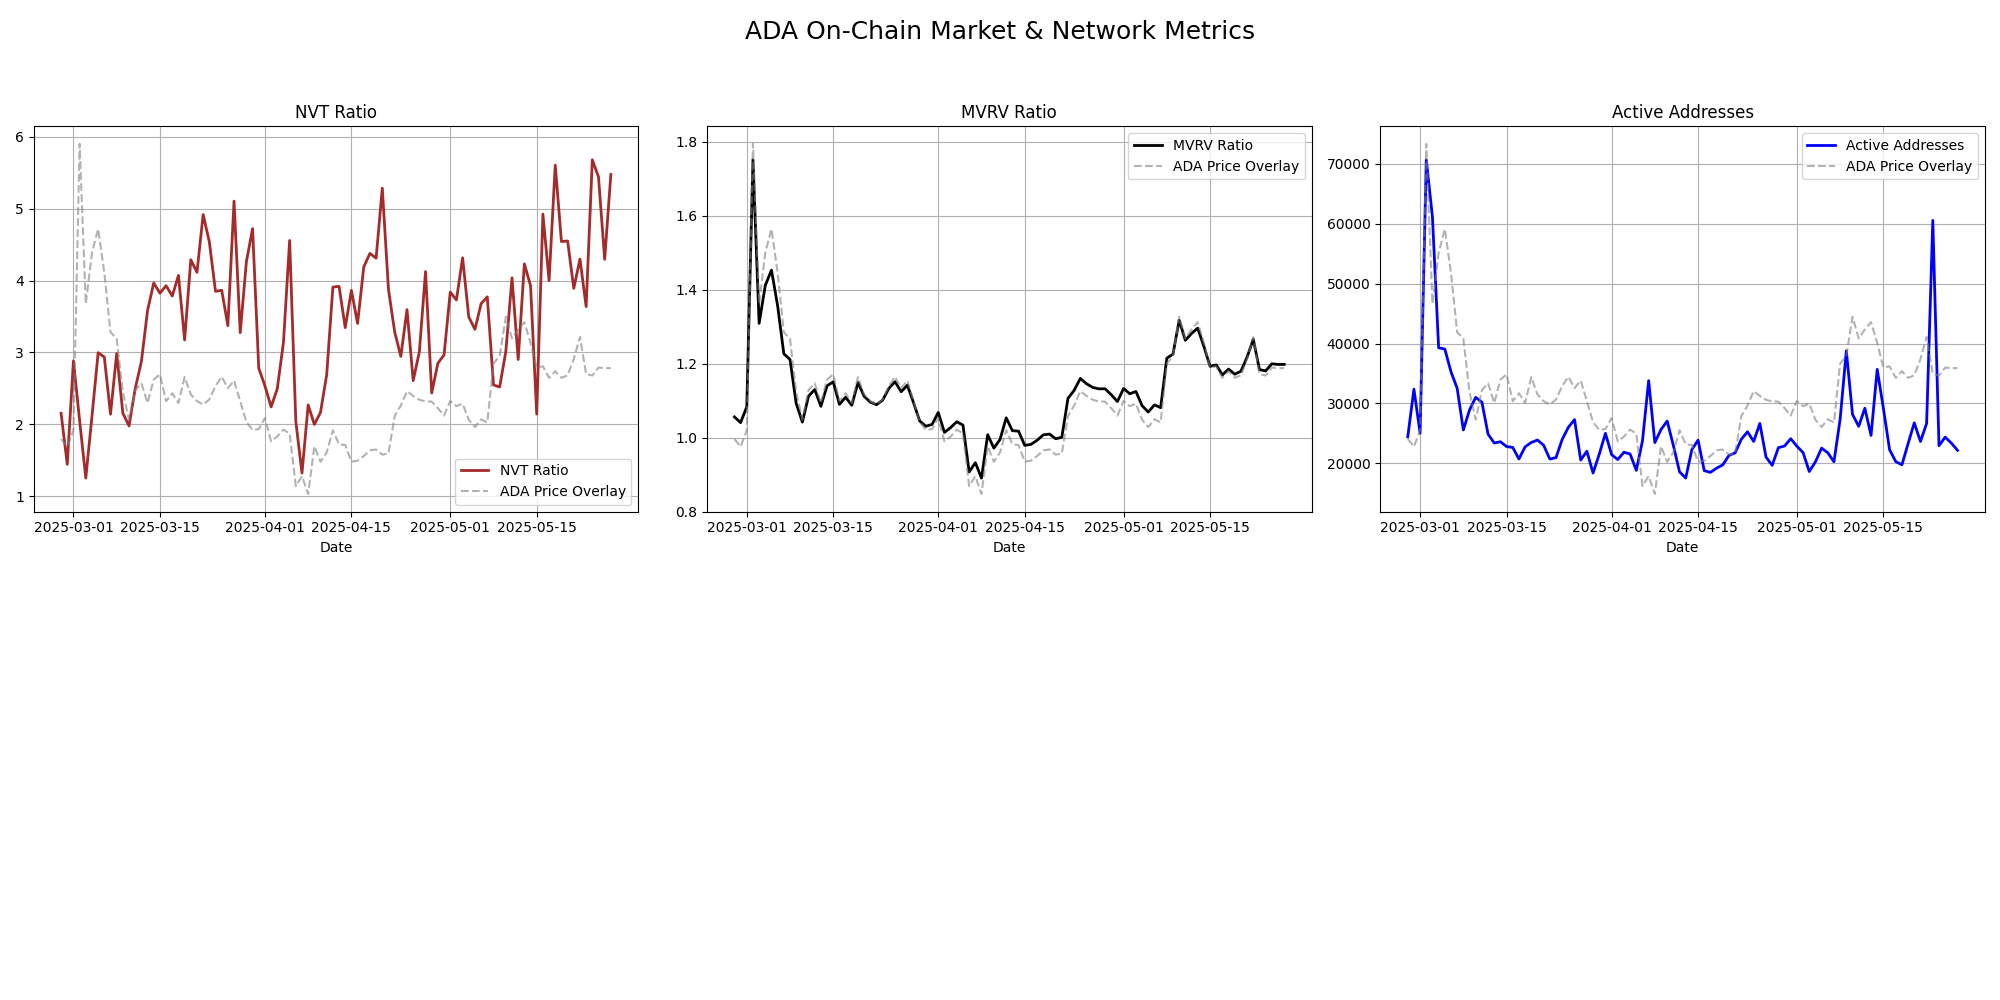 ADA On-Chain Market & Network Metrics
NVT Ratio
6
5
4
3
2
1
NVT Ratio
ADA Price Overlay
2025-03-01 2025-03-15 2025-04-01 2025-04-15 2025-05-01 2025-05-15
Date
MVRV Ratio
1.8
1.6
1.4
1.2
1.0
0.8
MVRV Ratio
ADA Price Overlay
2025-03-01 2025-03-15 2025-04-01 2025-04-15 2025-05-01 2025-05-15
Date
Active Addresses
70000
60000
50000
40000
30000
20000
Active Addresses
ADA Price Overlay
2025-03-01 2025-03-15 2025-04-01 2025-04-15 2025-05-01 2025-05-15
Date